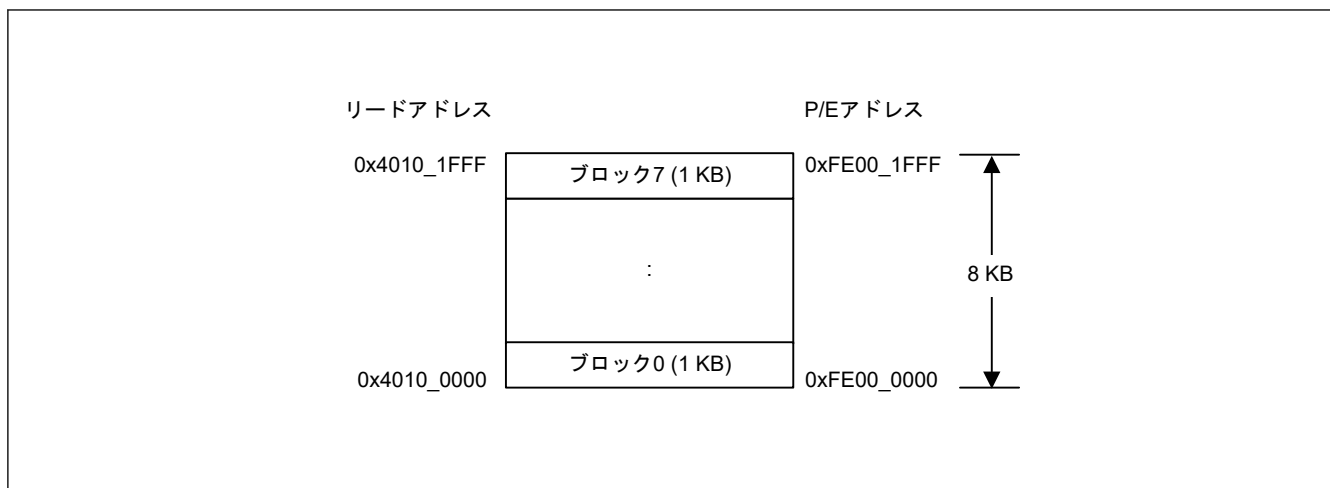 リードアドレス
P/Eアドレス
0x4010_1FFF
ブロック7 (1 KB)
0xFE00_1FFF
:
8 KB
ブロック0 (1 KB)
0x4010_0000
0xFE00_0000